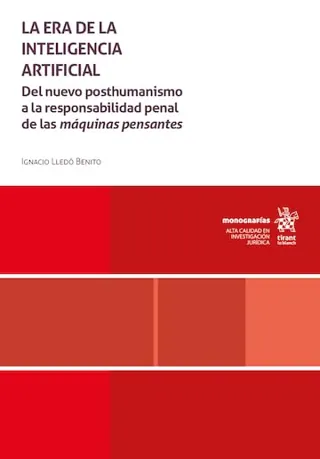 LA ERA DE LA
INTELIGENCIA
ARTIFICIAL
Del nuevo posthumanismo
a la responsabilidad penal
de las máquinas pensantes
Ignacio Lledó Benito
monografías
ALTA CALIDAD EN
INVESTIGACIÓN
JURÍDICA
tirant
lo blanch